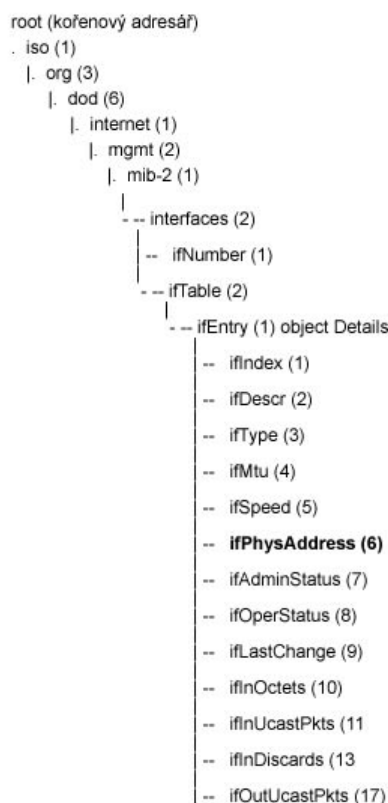 root (kořenový adresář)
. iso (1)
|. org (3)
|. dod (6)
|. internet (1)
|. mgmt (2)
|. mib-2 (1)
|
- -- interfaces (2)
-- ifNumber (1)
- -- ifTable (2)
|
- -- ifEntry (1) object Details
-- ifIndex (1)
-- ifDescr (2)
-- ifType (3)
-- ifMtu (4)
-- ifSpeed (5)
-- ifPhysAddress (6)
-- ifAdminStatus (7)
-- ifOperStatus (8)
-- ifLastChange (9)
-- ifInOctets (10)
-- ifInUcastPkts (11
-- ifInDiscards (13
-- ifOutUcastPkts (17)